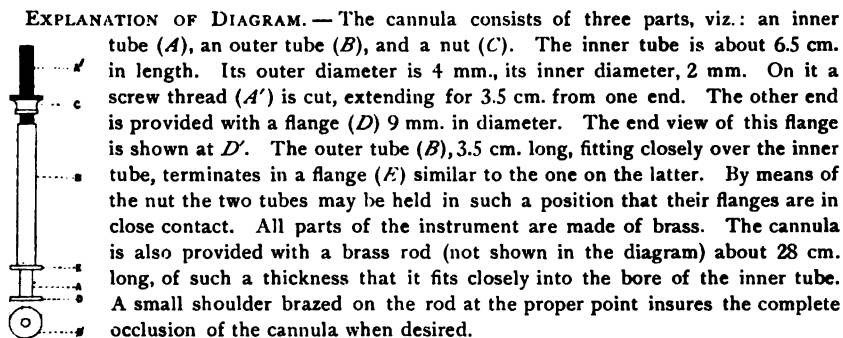 EXPLANATION OF DIAGRAM. — The cannula consists of three parts, viz.: an inner
tube (A), an outer tube (B), and a nut (C). The inner tube is about 6.5 cm.
in length. Its outer diameter is 4 mm., its inner diameter, 2 mm. On it a
screw thread (A′) is cut, extending for 3.5 cm. from one end. The other end
is provided with a flange (D) 9 mm. in diameter. The end view of this flange
is shown at D′. The outer tube (B), 3.5 cm. long, fitting closely over the inner
tube, terminates in a flange (E) similar to the one on the latter. By means of
the nut the two tubes may be held in such a position that their flanges are in
close contact. All parts of the instrument are made of brass. The cannula
is also provided with a brass rod (not shown in the diagram) about 28 cm.
long, of such a thickness that it fits closely into the bore of the inner tube.
A small shoulder brazed on the rod at the proper point insures the complete
occlusion of the cannula when desired.
A′
C
B
E
A
D